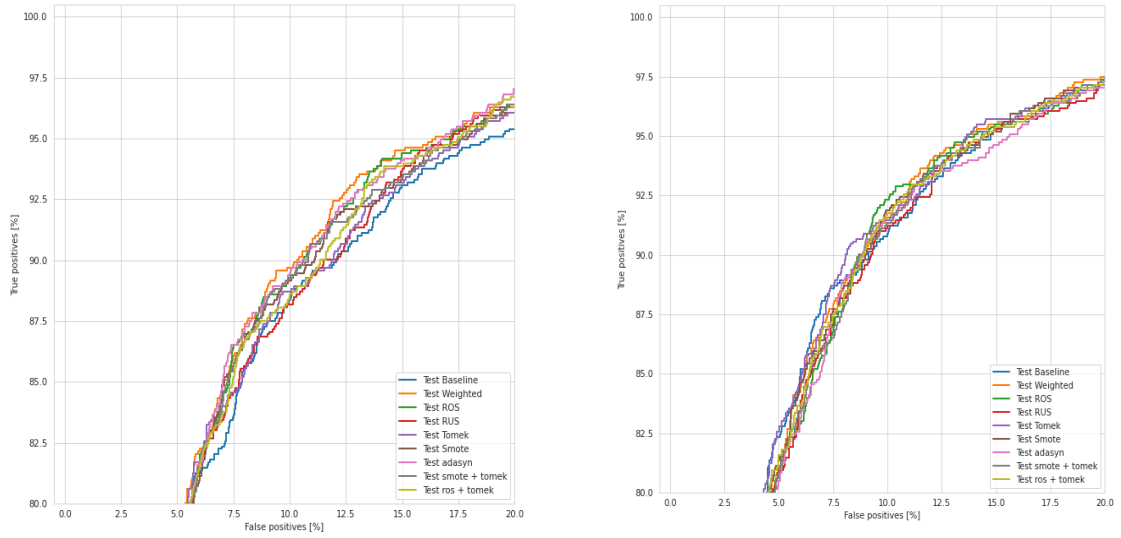 100.0
97.5
95.0
92.5
90.0
87.5
85.0
82.5
80.0
True positives [%]
0.0 2.5 5.0 7.5 10.0 12.5 15.0 17.5 20.0
False positives [%]
Test Baseline
Test Weighted
Test ROS
Test RUS
Test Tomek
Test Smote
Test adasyn
Test smote + tomek
Test ros + tomek
100.0
97.5
95.0
92.5
90.0
87.5
85.0
82.5
80.0
True positives [%]
0.0 2.5 5.0 7.5 10.0 12.5 15.0 17.5 20.0
False positives [%]
Test Baseline
Test Weighted
Test ROS
Test RUS
Test Tomek
Test Smote
Test adasyn
Test smote + tomek
Test ros + tomek